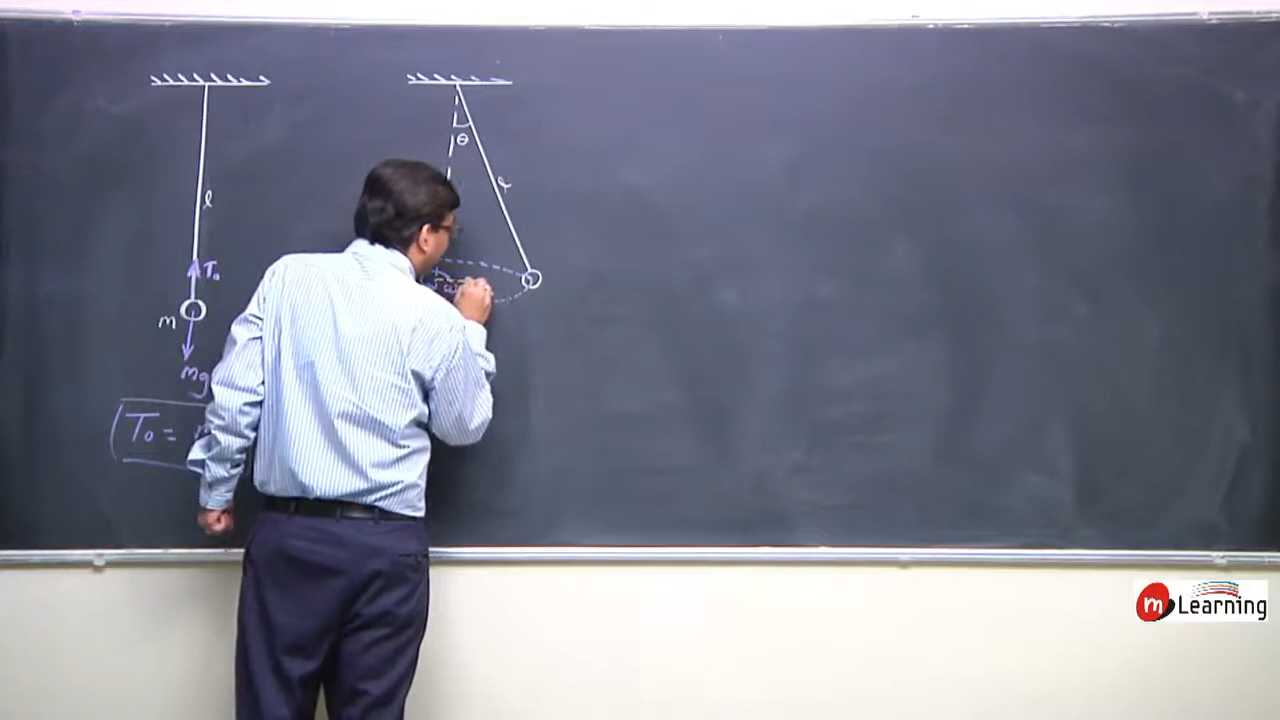 θ
l
l
T₀
m
mg
T₀ =
m Learning